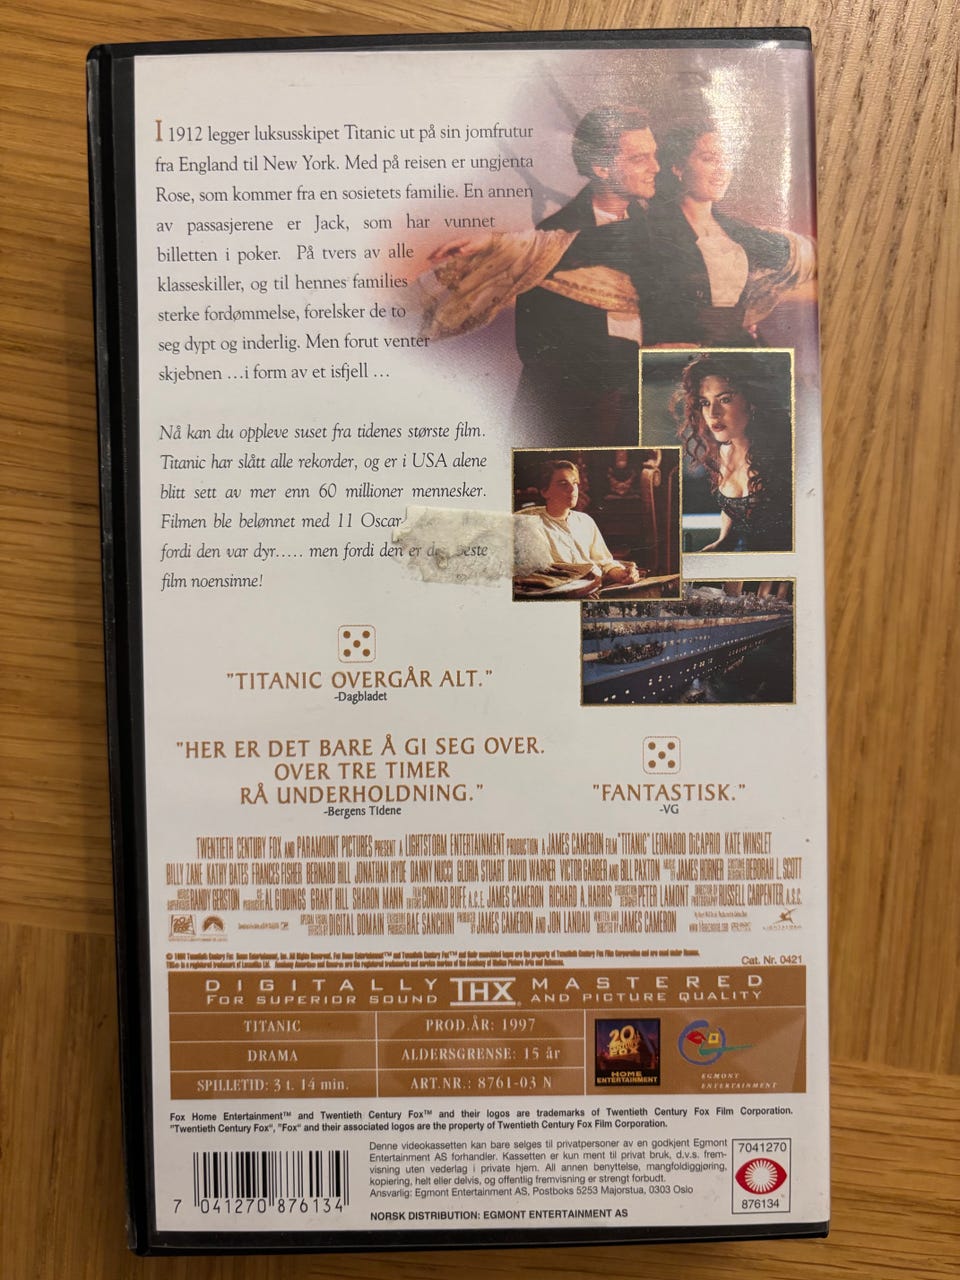 I 1912 legger luksusskipet Titanic ut på sin jomfrutur
fra England til New York. Med på reisen er ungjenta
Rose, som kommer fra en sosietets familie. En annen
av passasjerene er Jack, som har vunnet
billetten i poker. På tvers av alle
klasseskiller, og til hennes families
sterke fordømmelse, forelsker de to
seg dypt og inderlig. Men forut venter
skjebnen ...i form av et isfjell ...
Nå kan du oppleve suset fra tidenes største film.
Titanic har slått alle rekorder, og er i USA alene
blitt sett av mer enn 60 millioner mennesker.
Filmen ble belønnet med 11 Oscar
fordi den var dyr..... men fordi den er
film noensinne!
"TITANIC OVERGÅR ALT."
-Dagbladet
"HER ER DET BARE Å GI SEG OVER.
OVER TRE TIMER
RÅ UNDERHOLDNING."
-Bergens Tidene
"FANTASTISK."
-VG
TWENTIETH CENTURY FOX AND PARAMOUNT PICTURES PRESENT A LIGHTSTORM ENTERTAINMENT PRODUCTION A JAMES CAMERON FILM "TITANIC" LEONARDO DiCAPRIO KATE WINSLET
BILLY ZANE KATHY BATES FRANCES FISHER BERNARD HILL JONATHAN HYDE DANNY NUCCI GLORIA STUART DAVID WARNER VICTOR GARBER AND BILL PAXTON MUSIC BY JAMES HORNER DEBORAH L. SCOTT
RANDY GERSTON AL GIDDINGS GRANT HILL SHARON MANN CONRAD BUFF, A.C.E. JAMES CAMERON RICHARD A. HARRIS PETER LAMONT RUSSELL CARPENTER, A.S.C.
DIGITAL DOMAIN RAE SANCHINI JAMES CAMERON AND JON LANDAU JAMES CAMERON
Cat. Nr. 0421
DIGITALLY THX MASTERED
FOR SUPERIOR SOUND AND PICTURE QUALITY
TITANIC PROD.ÅR: 1997
DRAMA ALDERSGRENSE: 15 år
SPILLETID: 3 t. 14 min. ART.NR.: 8761-03 N
20TH CENTURY FOX
HOME ENTERTAINMENT
EGMONT
ENTERTAINMENT
Fox Home Entertainment™ and Twentieth Century Fox™ and their logos are trademarks of Twentieth Century Fox Film Corporation.
"Twentieth Century Fox", "Fox" and their associated logos are the property of Twentieth Century Fox Film Corporation.
Denne videokassetten kan bare selges til privatpersoner av en godkjent Egmont
Entertainment AS forhandler. Kassetten er kun ment til privat bruk, d.v.s. frem-
visning uten vederlag i private hjem. All annen benyttelse, mangfoldiggjøring,
kopiering, helt eller delvis, og offentlig fremvisning er strengt forbudt.
Ansvarlig: Egmont Entertainment AS, Postboks 5253 Majorstua, 0303 Oslo
NORSK DISTRIBUTION: EGMONT ENTERTAINMENT AS
7 041270 876134
7041270
876134